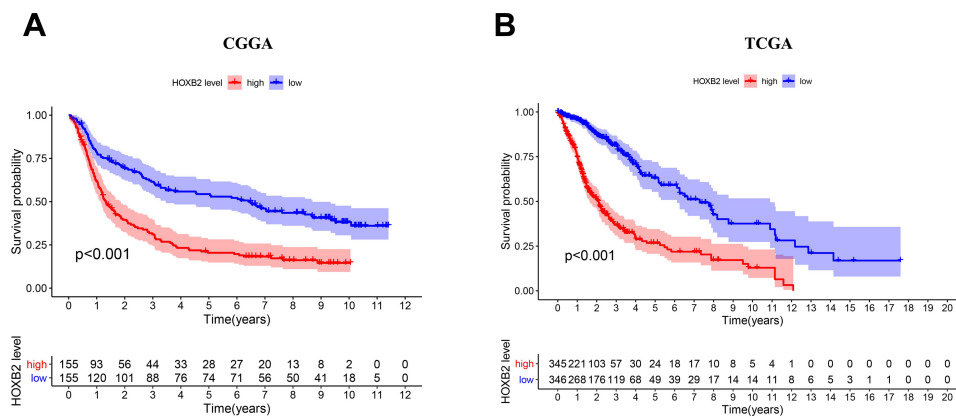 A
CGGA
HOXB2 level high low
Survival probability
1.00
0.75
0.50
0.25
0.00
p<0.001
0 1 2 3 4 5 6 7 8 9 10 11 12
Time(years)
HOXB2 level
high 155 93 56 44 33 28 27 20 13 8 2 0 0
low 155 120 101 88 76 74 71 56 50 41 18 5 0
0 1 2 3 4 5 6 7 8 9 10 11 12
Time(years)
B
TCGA
HOXB2 level high low
Survival probability
1.00
0.75
0.50
0.25
0.00
p<0.001
0 1 2 3 4 5 6 7 8 9 10 11 12 13 14 15 16 17 18 19 20
Time(years)
HOXB2 level
high 345 221 103 57 30 24 18 17 10 8 5 4 1 0 0 0 0 0 0 0 0
low 346 268 176 119 68 49 39 29 17 14 14 11 8 6 5 3 1 1 0 0 0
0 1 2 3 4 5 6 7 8 9 10 11 12 13 14 15 16 17 18 19 20
Time(years)